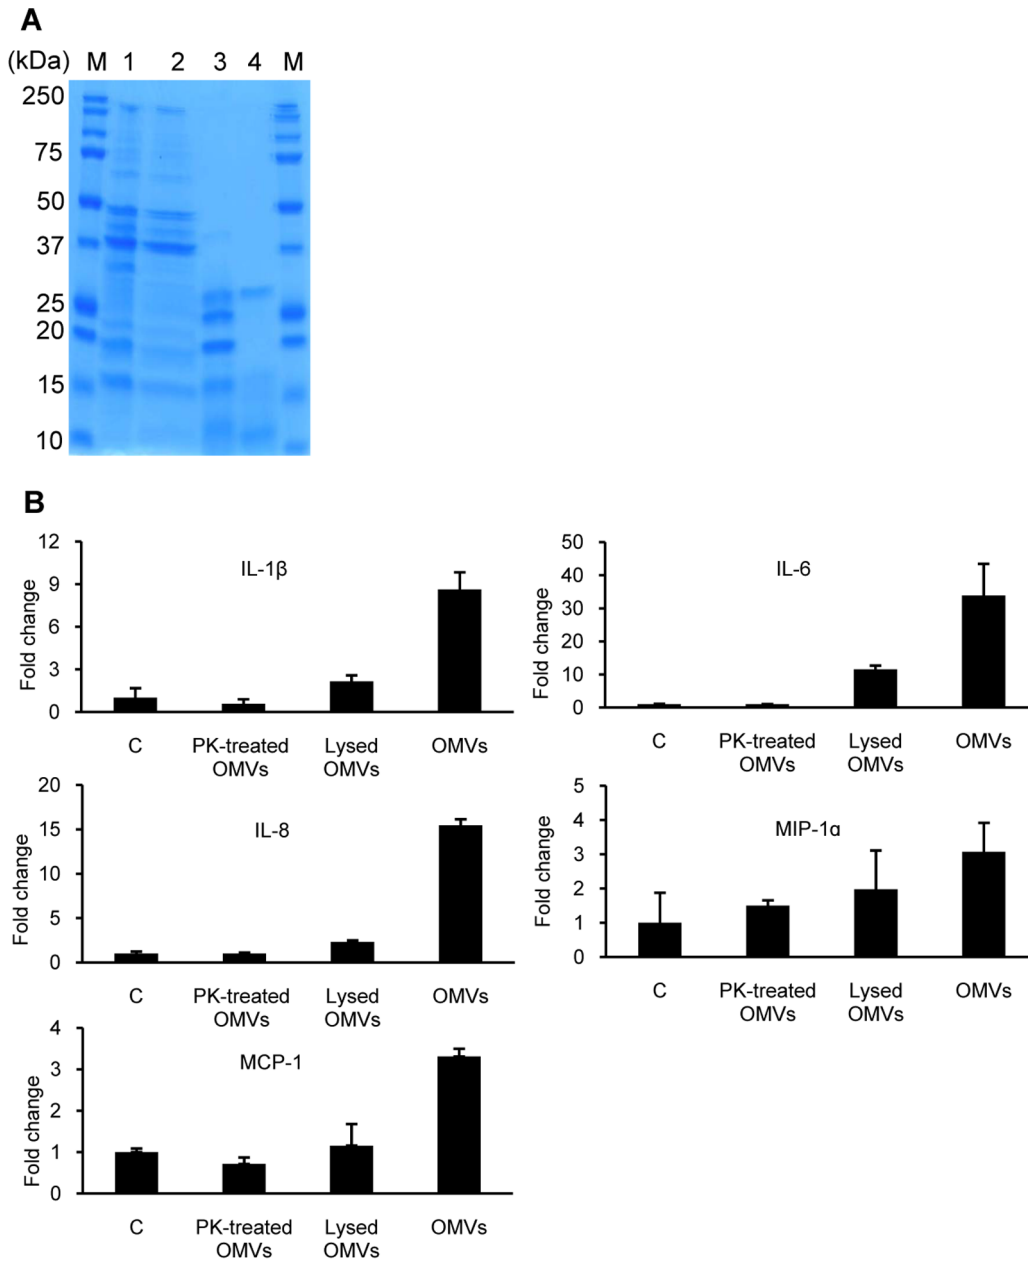 A
(kDa) M 1 2 3 4 M
250
75
50
37
25
20
15
10
B
12
9
6
3
0
Fold change
IL-1β
C PK-treated OMVs Lysed OMVs OMVs
50
40
30
20
10
0
Fold change
IL-6
C PK-treated OMVs Lysed OMVs OMVs
20
15
10
5
0
Fold change
IL-8
C PK-treated OMVs Lysed OMVs OMVs
5
4
3
2
1
0
Fold change
MIP-1ɑ
C PK-treated OMVs Lysed OMVs OMVs
4
3
2
1
0
Fold change
MCP-1
C PK-treated OMVs Lysed OMVs OMVs